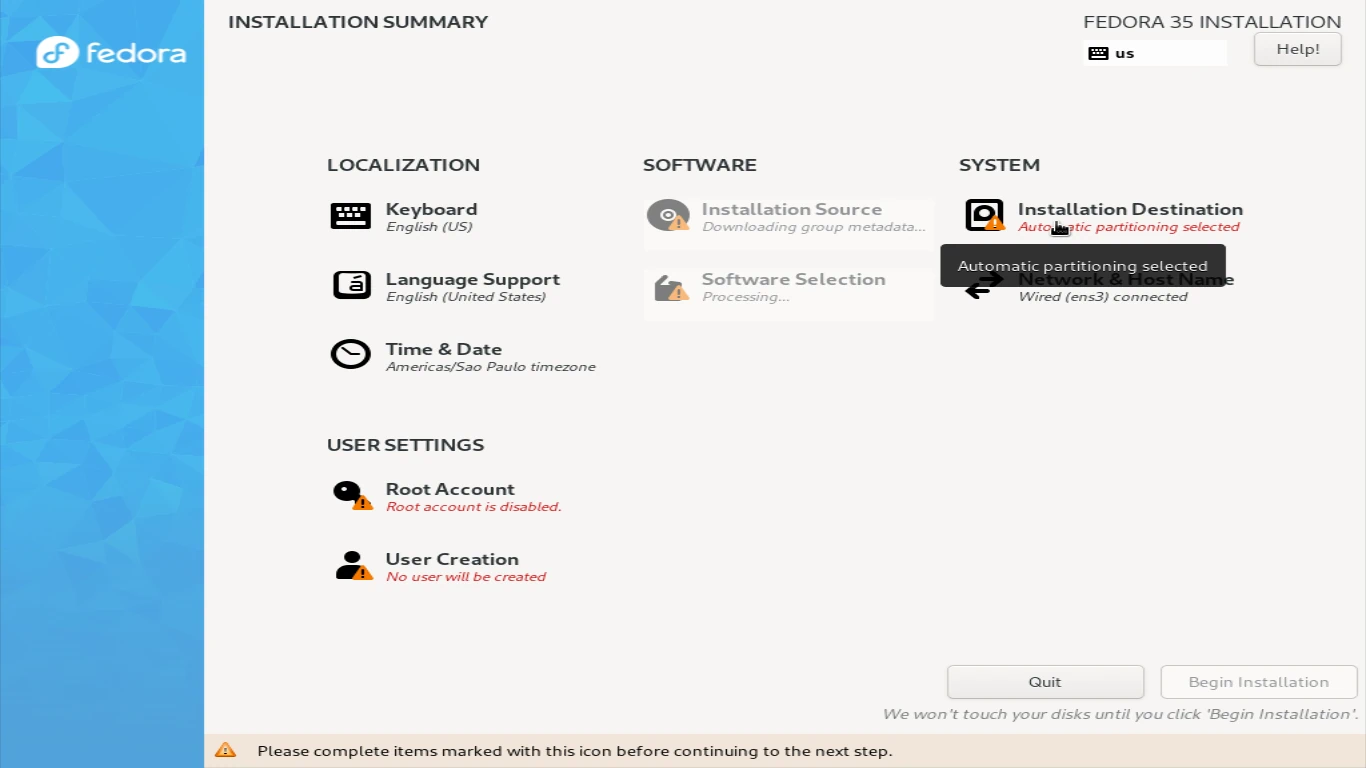 INSTALLATION SUMMARY
FEDORA 35 INSTALLATION
fedora
us
Help!
LOCALIZATION
Keyboard
English (US)
Language Support
English (United States)
Time & Date
Americas/Sao Paulo timezone
SOFTWARE
Installation Source
Downloading group metadata...
Software Selection
Processing...
SYSTEM
Installation Destination
Automatic partitioning selected
Automatic partitioning selected
Network & Host Name
Wired (ens3) connected
USER SETTINGS
Root Account
Root account is disabled.
User Creation
No user will be created
Quit
Begin Installation
We won't touch your disks until you click 'Begin Installation'.
Please complete items marked with this icon before continuing to the next step.